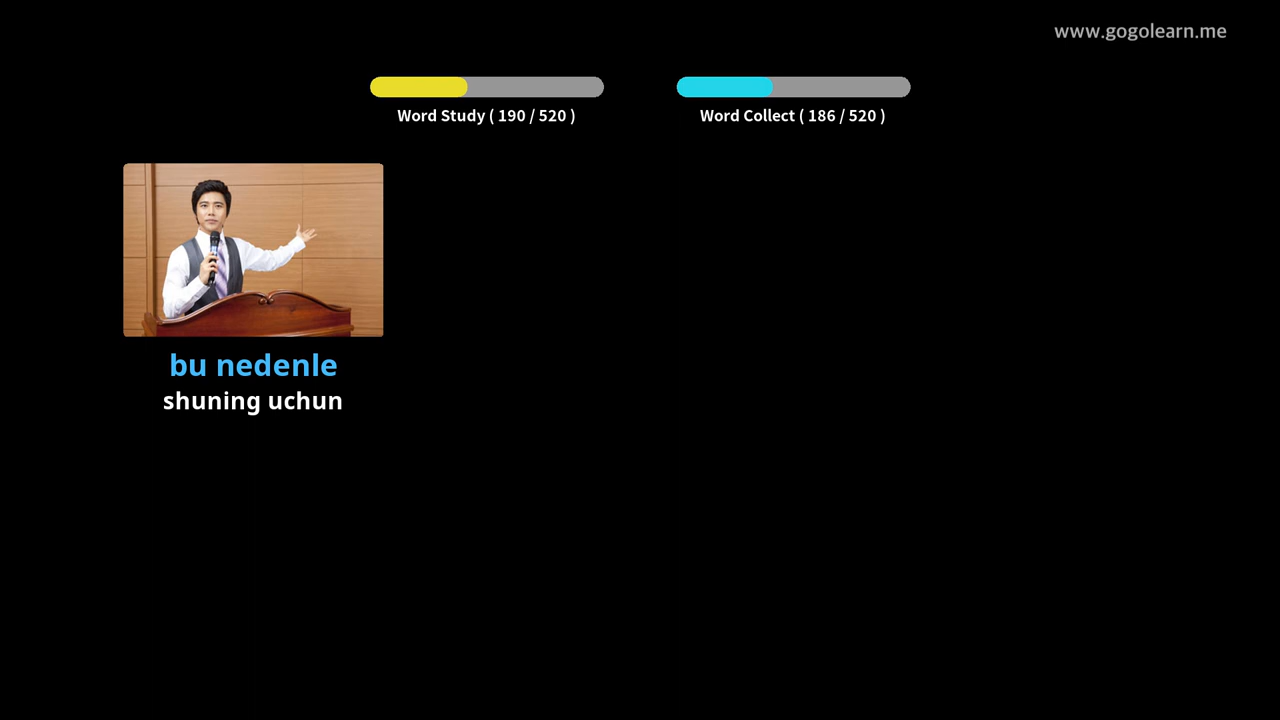 www.gogolearn.me
Word Study ( 190 / 520 )
Word Collect ( 186 / 520 )
bu nedenle
shuning uchun